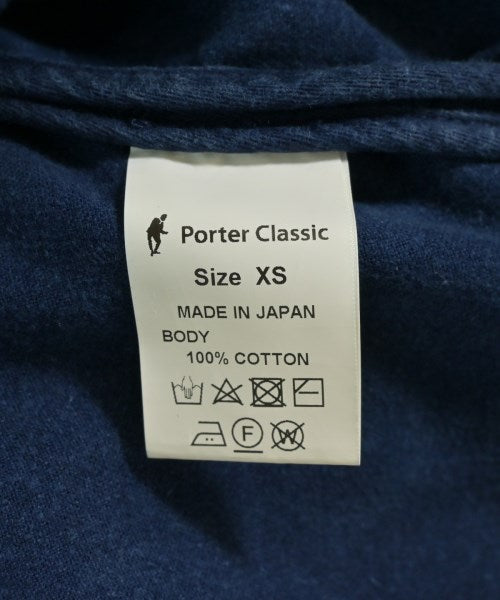 Porter Classic
Size XS
MADE IN JAPAN
BODY
100% COTTON
F
W